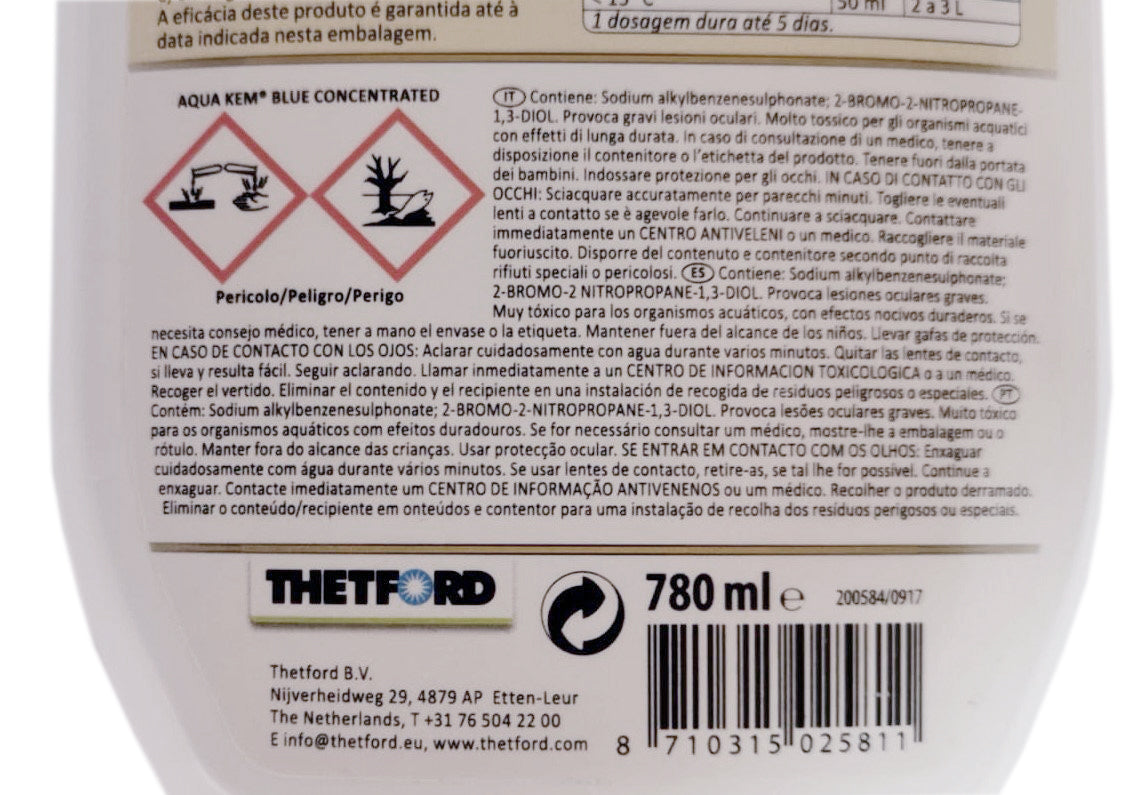 A eficácia deste produto é garantida até à
data indicada nesta embalagem.
50 ml 2 a 3 L
1 dosagem dura até 5 dias.
AQUA KEM® BLUE CONCENTRATED
Pericolo/Peligro/Perigo
IT Contiene: Sodium alkylbenzenesulphonate; 2-BROMO-2-NITROPROPANE-
1,3-DIOL. Provoca gravi lesioni oculari. Molto tossico per gli organismi acquatici
con effetti di lunga durata. In caso di consultazione di un medico, tenere a
disposizione il contenitore o l'etichetta del prodotto. Tenere fuori dalla portata
dei bambini. Indossare protezione per gli occhi. IN CASO DI CONTATTO CON GLI
OCCHI: Sciacquare accuratamente per parecchi minuti. Togliere le eventuali
lenti a contatto se è agevole farlo. Continuare a sciacquare. Contattare
immediatamente un CENTRO ANTIVELENI o un medico. Raccogliere il materiale
fuoriuscito. Disporre del contenuto e contenitore secondo punto di raccolta
rifiuti speciali o pericolosi. ES Contiene: Sodium alkylbenzenesulphonate;
2-BROMO-2 NITROPROPANE-1,3-DIOL. Provoca lesiones oculares graves.
Muy tóxico para los organismos acuáticos, con efectos nocivos duraderos. Si se
necesita consejo médico, tener a mano el envase o la etiqueta. Mantener fuera del alcance de los niños. Llevar gafas de protección.
EN CASO DE CONTACTO CON LOS OJOS: Aclarar cuidadosamente con agua durante varios minutos. Quitar las lentes de contacto,
si lleva y resulta fácil. Seguir aclarando. Llamar inmediatamente a un CENTRO DE INFORMACION TOXICOLOGICA o a un médico.
Recoger el vertido. Eliminar el contenido y el recipiente en una instalación de recogida de residuos peligrosos o especiales. PT
Contém: Sodium alkylbenzenesulphonate; 2-BROMO-2-NITROPROPANE-1,3-DIOL. Provoca lesões oculares graves. Muito tóxico
para os organismos aquáticos com efeitos duradouros. Se for necessário consultar um médico, mostre-lhe a embalagem ou o
rótulo. Manter fora do alcance das crianças. Usar protecção ocular. SE ENTRAR EM CONTACTO COM OS OLHOS: Enxaguar
cuidadosamente com água durante vários minutos. Se usar lentes de contacto, retire-as, se tal lhe for possivel. Continue a
enxaguar. Contacte imediatamente um CENTRO DE INFORMAÇÃO ANTIVENENOS ou um médico. Recolher o produto derramado.
Eliminar o conteúdo/recipiente em onteúdos e contentor para uma instalação de recolha dos resíduos perigosos ou especiais.
THETFORD
780 ml e 200584/0917
Thetford B.V.
Nijverheidweg 29, 4879 AP Etten-Leur
The Netherlands, T +31 76 504 22 00
E info@thetford.eu, www.thetford.com
8 710315 025811